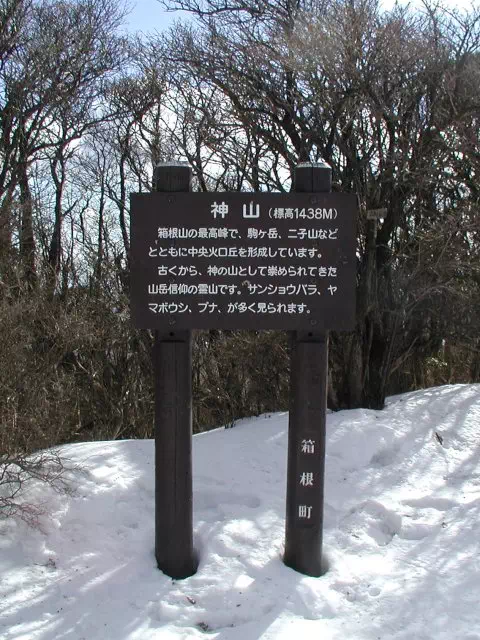 神山（標高1438M）
箱根山の最高峰で、駒ヶ岳、二子山など
とともに中央火口丘を形成しています。
古くから、神の山として崇められてきた
山岳信仰の霊山です。サンショウバラ、ヤ
マボウシ、ブナ、が多く見られます。
箱根町